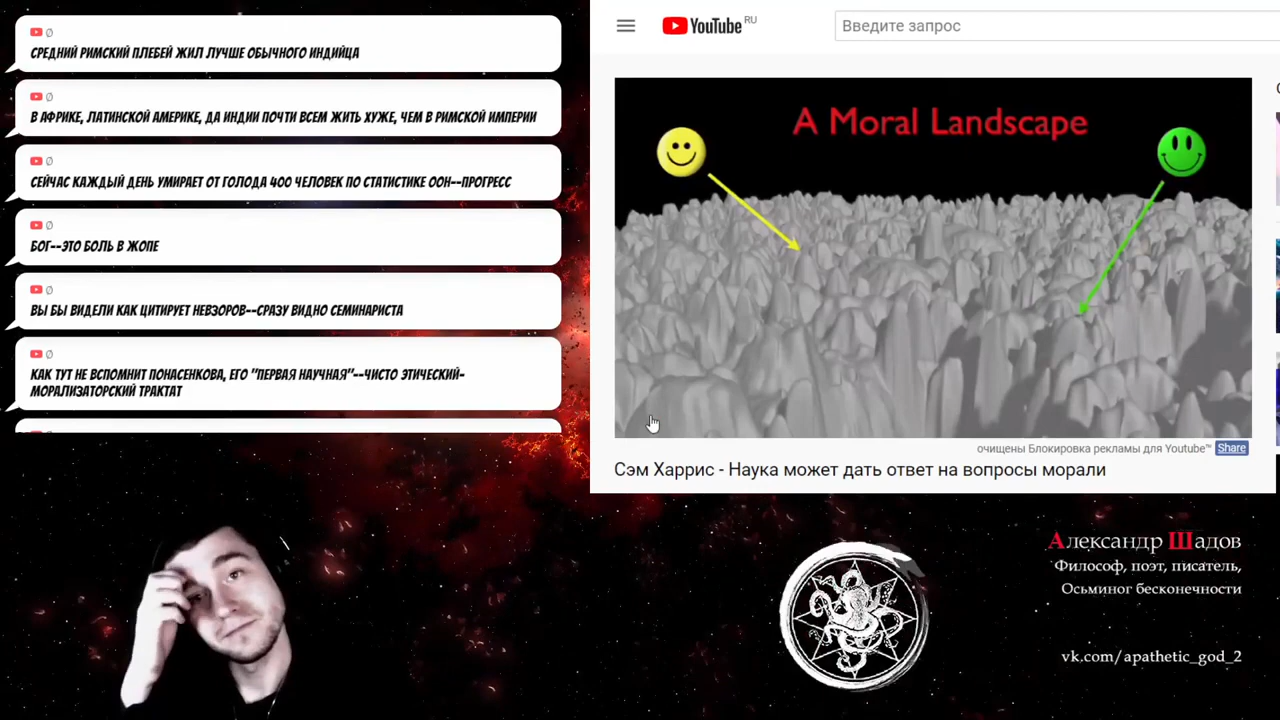 Ø
СРЕДНИЙ РИМСКИЙ ПЛЕБЕЙ ЖИЛ ЛУЧШЕ ОБЫЧНОГО ИНДИЙЦА
Ø
В АФРИКЕ, ЛАТИНСКОЙ АМЕРИКЕ, ДА ИНДИИ ПОЧТИ ВСЕМ ЖИТЬ ХУЖЕ, ЧЕМ В РИМСКОЙ ИМПЕРИИ
Ø
СЕЙЧАС КАЖДЫЙ ДЕНЬ УМИРАЕТ ОТ ГОЛОДА 400 ЧЕЛОВЕК ПО СТАТИСТИКЕ ООН--ПРОГРЕСС
Ø
БОГ--ЭТО БОЛЬ В ЖОПЕ
Ø
ВЫ БЫ ВИДЕЛИ КАК ЦИТИРУЕТ НЕВЗОРОВ--СРАЗУ ВИДНО СЕМИНАРИСТА
Ø
КАК ТУТ НЕ ВСПОМНИТ ПОНАСЕНКОВА, ЕГО "ПЕРВАЯ НАУЧНАЯ"--ЧИСТО ЭТИЧЕСКИЙ-
МОРАЛИЗАТОРСКИЙ ТРАКТАТ
YouTube RU
Введите запрос
A Moral Landscape
очищены Блокировка рекламы для Youtube™ Share
Сэм Харрис - Наука может дать ответ на вопросы морали
Александр Шадов
Философ, поэт, писатель,
Осьминог бесконечности
vk.com/apathetic_god_2